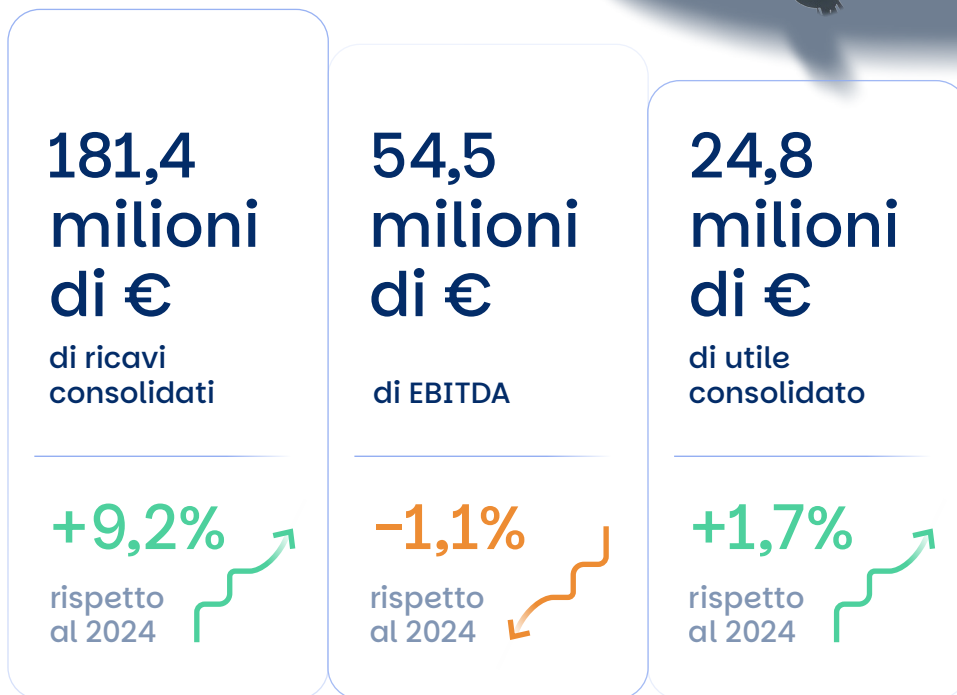 181,4
milioni
di €
di ricavi
consolidati
+9,2%
rispetto
al 2024
54,5
milioni
di €
di EBITDA
−1,1%
rispetto
al 2024
24,8
milioni
di €
di utile
consolidato
+1,7%
rispetto
al 2024